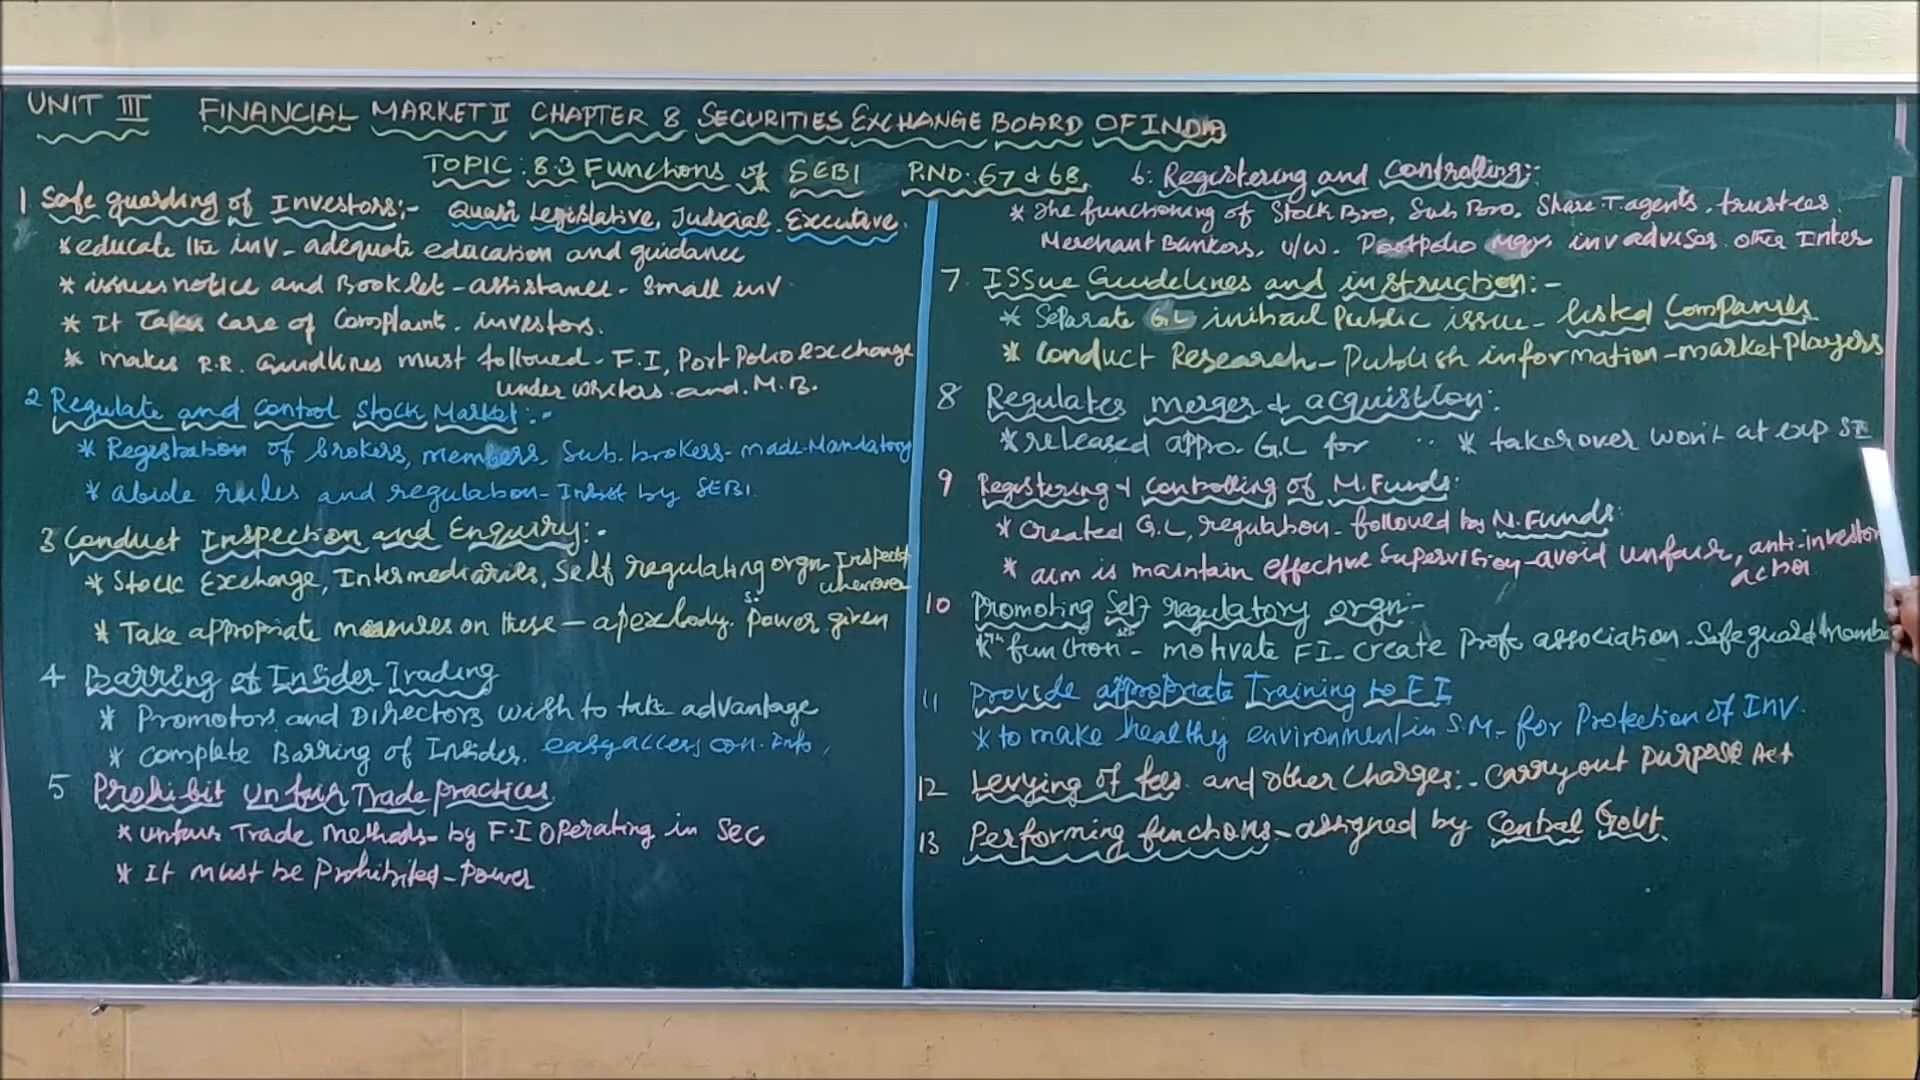 UNIT III FINANCIAL MARKET II CHAPTER 8 SECURITIES EXCHANGE BOARD OF INDIA
TOPIC: 8.3 Functions of SEBI P.NO: 67 & 68
1 Safe guarding of Investors:- Quasi Legislative, Judicial Executive.
* educate the inv - adequate education and guidance
* issues notice and Booklet - assistance - Small inv
* It Takes Care of Complaints. investors.
* makes R.R. Guidlines must followed - F.I, Port Polio exchange
under writers and M.B.
2 Regulate and control Stock Market:-
* Registration of brokers, members, Sub. brokers - made Mandatory
* abide rules and regulation - by SEBI.
3 Conduct Inspection and Enquiry:-
* Stock Exchange, Intermediaries, Self regulating orgn Inspect
whenever
* Take appropriate measures on these - apex body. Power given
4 Barring of Insider Trading
* Promotors and Directors wish to take advantage
* complete Barring of Insider. easy access con. info.
5 Prohibit unfair Trade practices
* unfair Trade methods - by F.I operating in Sec
* It must be Prohibited - Power
6: Registering and Controlling:-
* The functioning of Stock Bro, Sub Bro, Share T. agents, trustees
Merchant Bankers, U/W. Portpolio Mgr, inv adviser other Inter
7. ISSue Guidelines and instruction:-
* Separate G.L initial Public issue - listed Companies
* Conduct Research - Publish information - market players
8 Regulates merger & acquistion:
* released appro. G.L for * takeover won't at exp SI
9 Registering & Controlling of M. Funds:
* Created G.L, regulation - followed by Funds
* aim is maintain effective Supervision - avoid unfair, anti-investor
action
10 Promoting Self regulatory orgn:-
* function - motivate FI - create Prof. association - Safeguard
11 Provide appropriate Training to F I
* to make healthy environment in S.M - for Protection of Inv.
12 Levying of fees and other Charges:- Carry out purpose Act
13 Performing functions - assigned by Central Govt.